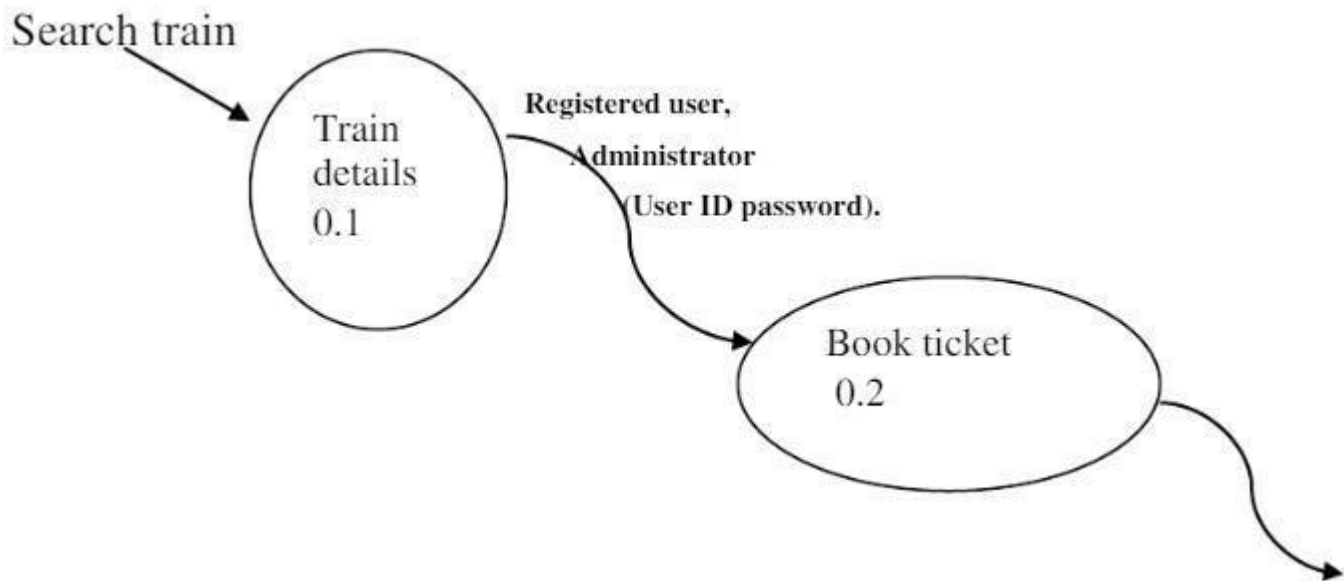 Search train
Train
details
0.1
Registered user,
Administrator
(User ID password).
Book ticket
0.2